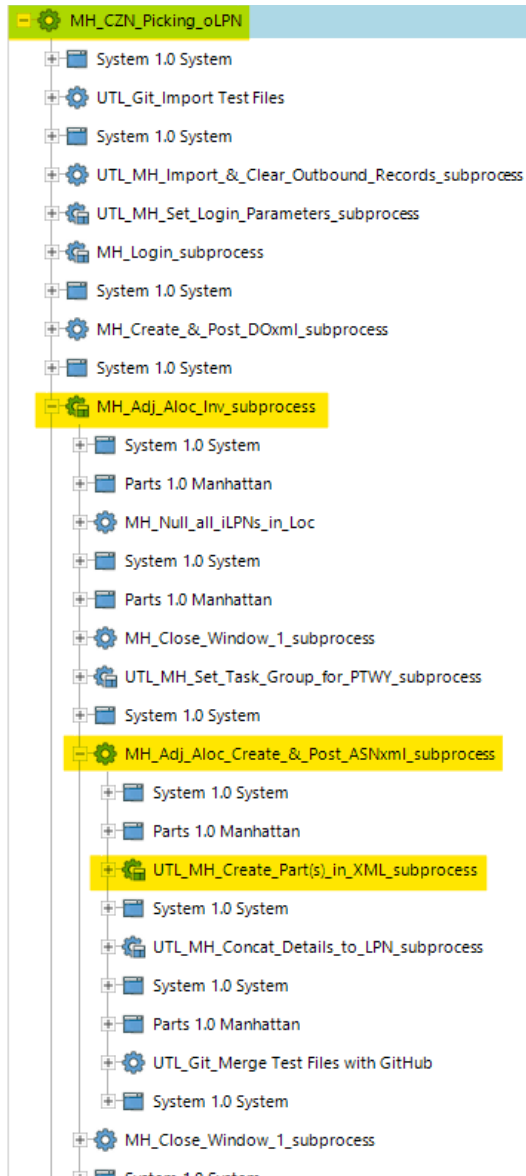 MH_CZN_Picking_oLPN
System 1.0 System
UTL_Git_Import Test Files
System 1.0 System
UTL_MH_Import_&_Clear_Outbound_Records_subprocess
UTL_MH_Set_Login_Parameters_subprocess
MH_Login_subprocess
System 1.0 System
MH_Create_&_Post_DOxml_subprocess
System 1.0 System
MH_Adj_Aloc_Inv_subprocess
System 1.0 System
Parts 1.0 Manhattan
MH_Null_all_iLPNs_in_Loc
System 1.0 System
Parts 1.0 Manhattan
MH_Close_Window_1_subprocess
UTL_MH_Set_Task_Group_for_PTWY_subprocess
System 1.0 System
MH_Adj_Aloc_Create_&_Post_ASNxml_subprocess
System 1.0 System
Parts 1.0 Manhattan
UTL_MH_Create_Part(s)_in_XML_subprocess
System 1.0 System
UTL_MH_Concat_Details_to_LPN_subprocess
System 1.0 System
Parts 1.0 Manhattan
UTL_Git_Merge Test Files with GitHub
System 1.0 System
MH_Close_Window_1_subprocess
System 1.0 System